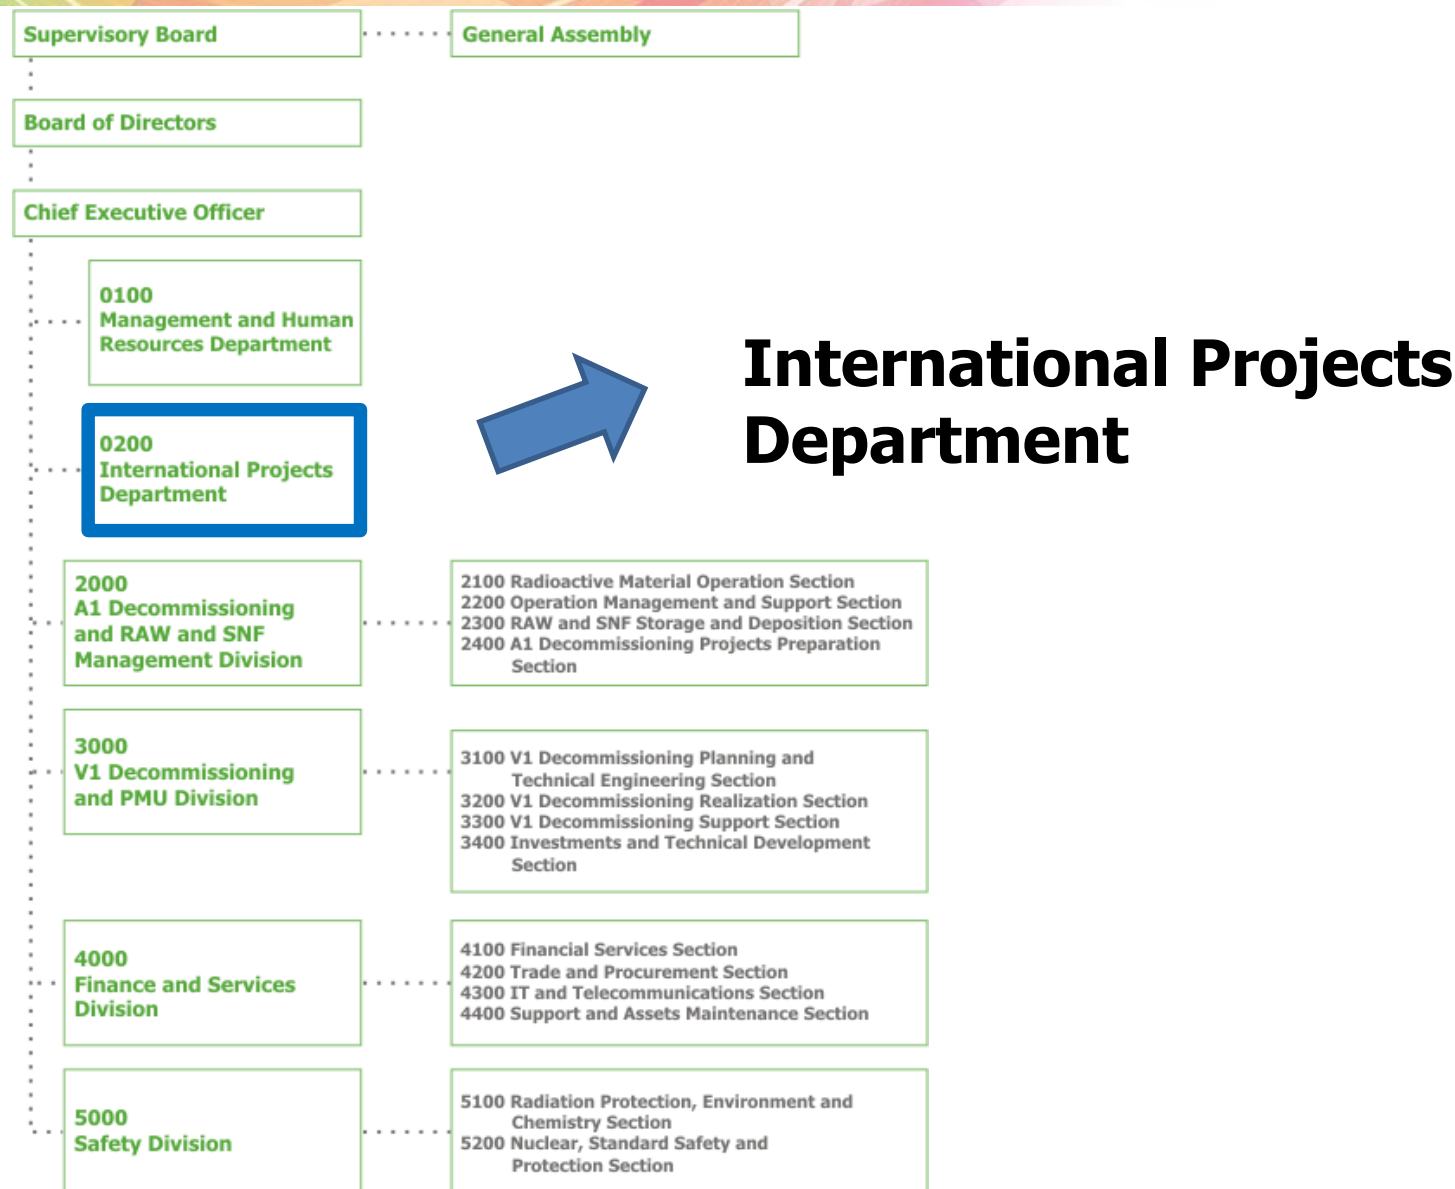 Supervisory Board
General Assembly
Board of Directors
Chief Executive Officer
0100
Management and Human
Resources Department
0200
International Projects
Department
International Projects
Department
2000
A1 Decommissioning
and RAW and SNF
Management Division
2100 Radioactive Material Operation Section
2200 Operation Management and Support Section
2300 RAW and SNF Storage and Deposition Section
2400 A1 Decommissioning Projects Preparation
Section
3000
V1 Decommissioning
and PMU Division
3100 V1 Decommissioning Planning and
Technical Engineering Section
3200 V1 Decommissioning Realization Section
3300 V1 Decommissioning Support Section
3400 Investments and Technical Development
Section
4000
Finance and Services
Division
4100 Financial Services Section
4200 Trade and Procurement Section
4300 IT and Telecommunications Section
4400 Support and Assets Maintenance Section
5000
Safety Division
5100 Radiation Protection, Environment and
Chemistry Section
5200 Nuclear, Standard Safety and
Protection Section